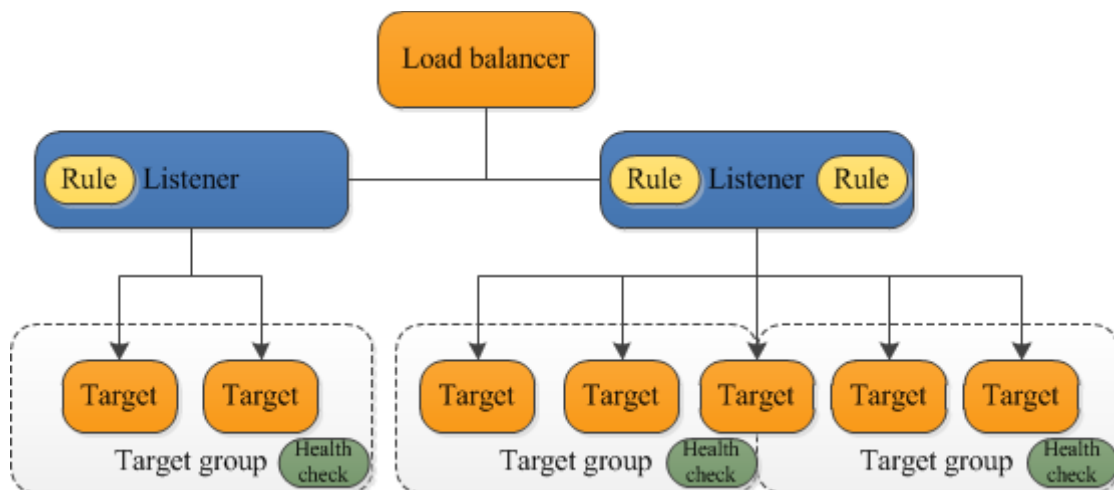 Load balancer
Rule Listener
Rule Listener Rule
Target Target Target Target Target Target Target
Target group Health check
Target group Health check
Target group Health check